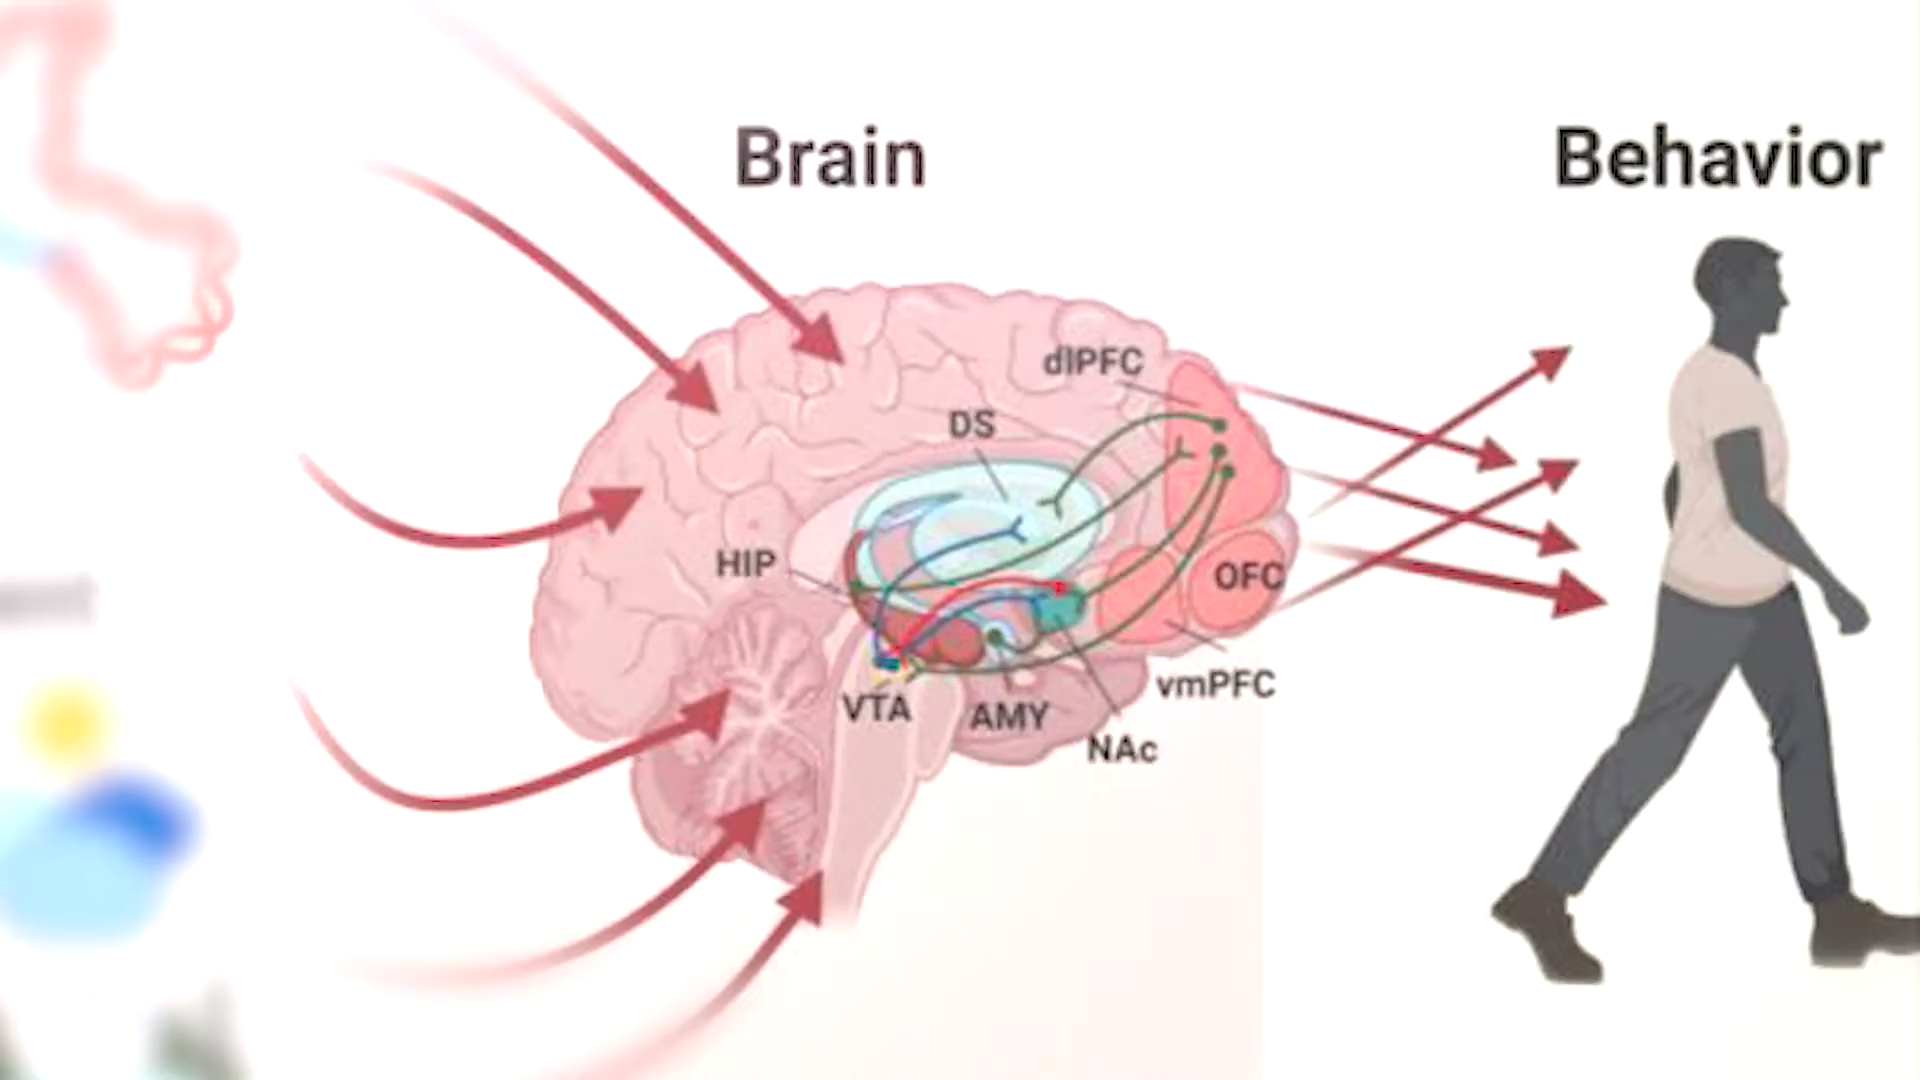 Brain
Behavior
dlPFC
DS
HIP
OFC
vmPFC
VTA
AMY
NAc